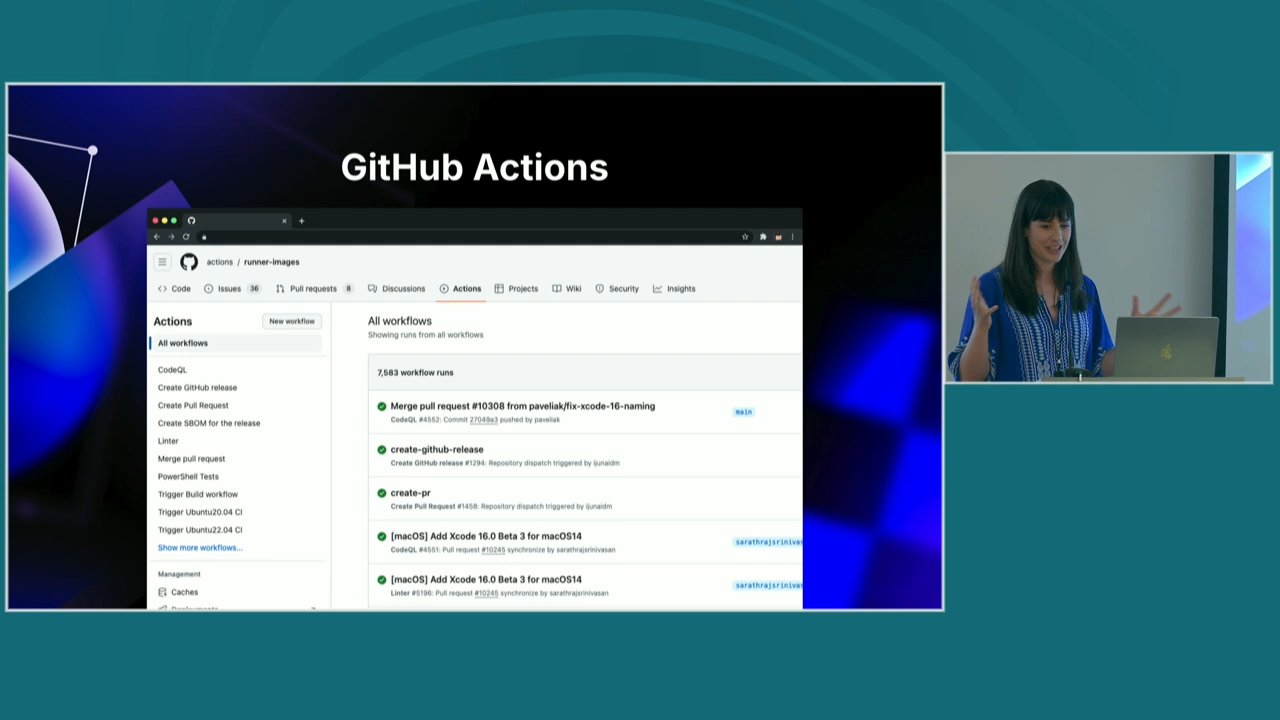 GitHub Actions
actions / runner-images
Code
Issues 36
Pull requests 8
Discussions
Actions
Projects
Wiki
Security
Insights
Actions
New workflow
All workflows
CodeQL
Create GitHub release
Create Pull Request
Create SBOM for the release
Linter
Merge pull request
PowerShell Tests
Trigger Build workflow
Trigger Ubuntu20.04 CI
Trigger Ubuntu22.04 CI
Show more workflows...
Management
Caches
All workflows
Showing runs from all workflows
7,583 workflow runs
Merge pull request #10308 from paveliak/fix-xcode-16-naming
main
CodeQL #4552: Commit 27049a3 pushed by paveliak
create-github-release
Create GitHub release #1294: Repository dispatch triggered by ijunaidm
create-pr
Create Pull Request #1458: Repository dispatch triggered by ijunaidm
[macOS] Add Xcode 16.0 Beta 3 for macOS14
sarathrajsrinivas
CodeQL #4551: Pull request #10245 synchronize by sarathrajsrinivasan
[macOS] Add Xcode 16.0 Beta 3 for macOS14
sarathrajsrinivas
Linter #5196: Pull request #10245 synchronize by sarathrajsrinivasan